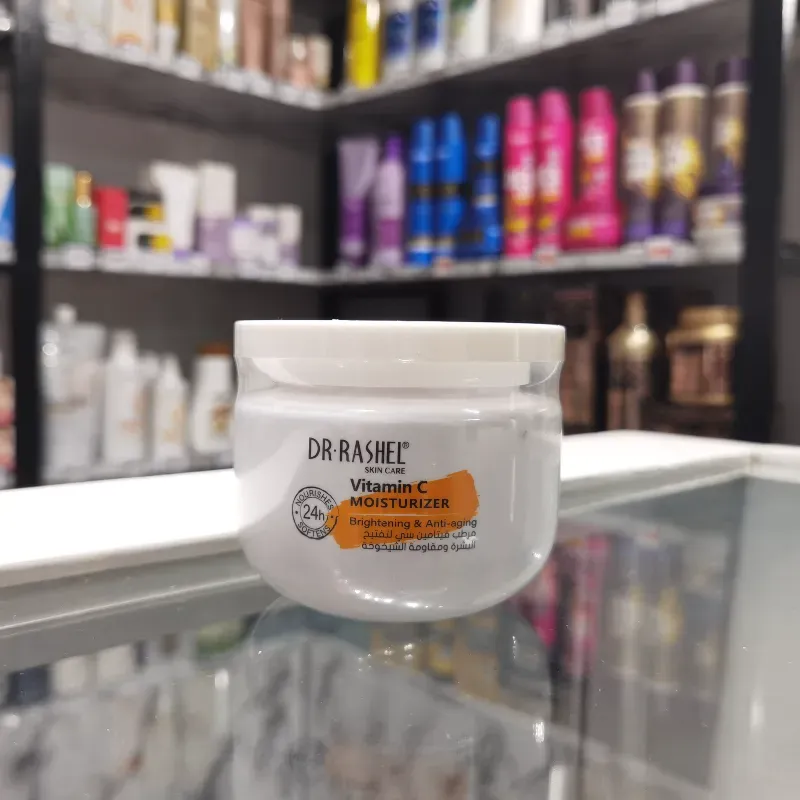 DR·RASHEL®
SKIN CARE
Vitamin C
MOISTURIZER
NOURISHES
24h
SOFTENS
Brightening & Anti-aging
مرطب فيتامين سي لتفتيح
البشرة ومقاومة الشيخوخة